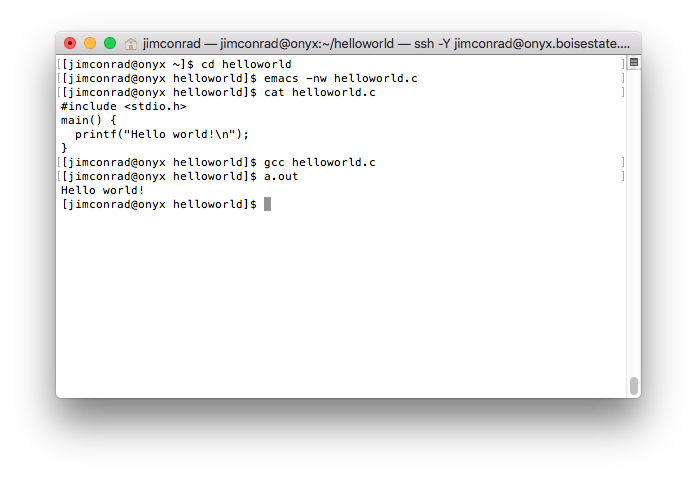 jimconrad — jimconrad@onyx:~/helloworld — ssh -Y jimconrad@onyx.boisestate....
[[jimconrad@onyx ~]$ cd helloworld ]
[[jimconrad@onyx helloworld]$ emacs -nw helloworld.c ]
[[jimconrad@onyx helloworld]$ cat helloworld.c ]
#include <stdio.h>
main() {
  printf("Hello world!\n");
}
[[jimconrad@onyx helloworld]$ gcc helloworld.c ]
[[jimconrad@onyx helloworld]$ a.out ]
Hello world!
[jimconrad@onyx helloworld]$